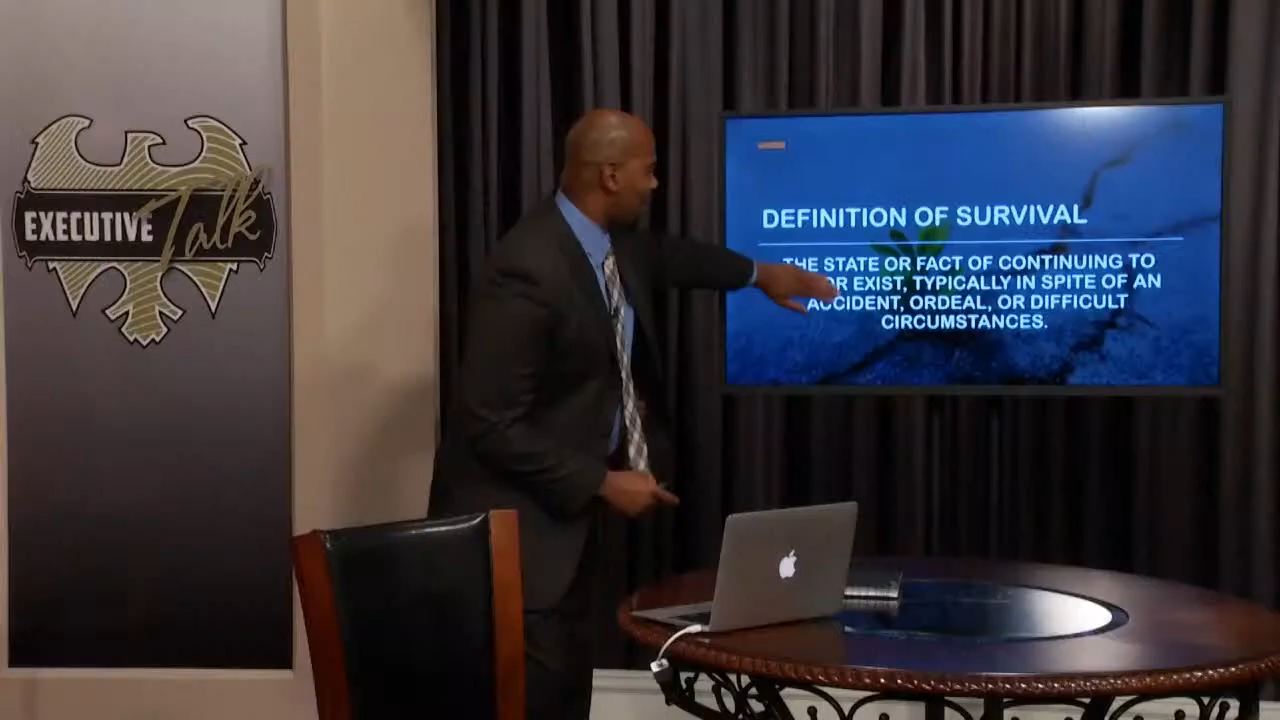 EXECUTIVE
Talk
DEFINITION OF SURVIVAL
THE STATE OR FACT OF CONTINUING TO
OR EXIST, TYPICALLY IN SPITE OF AN
ACCIDENT, ORDEAL, OR DIFFICULT
CIRCUMSTANCES.